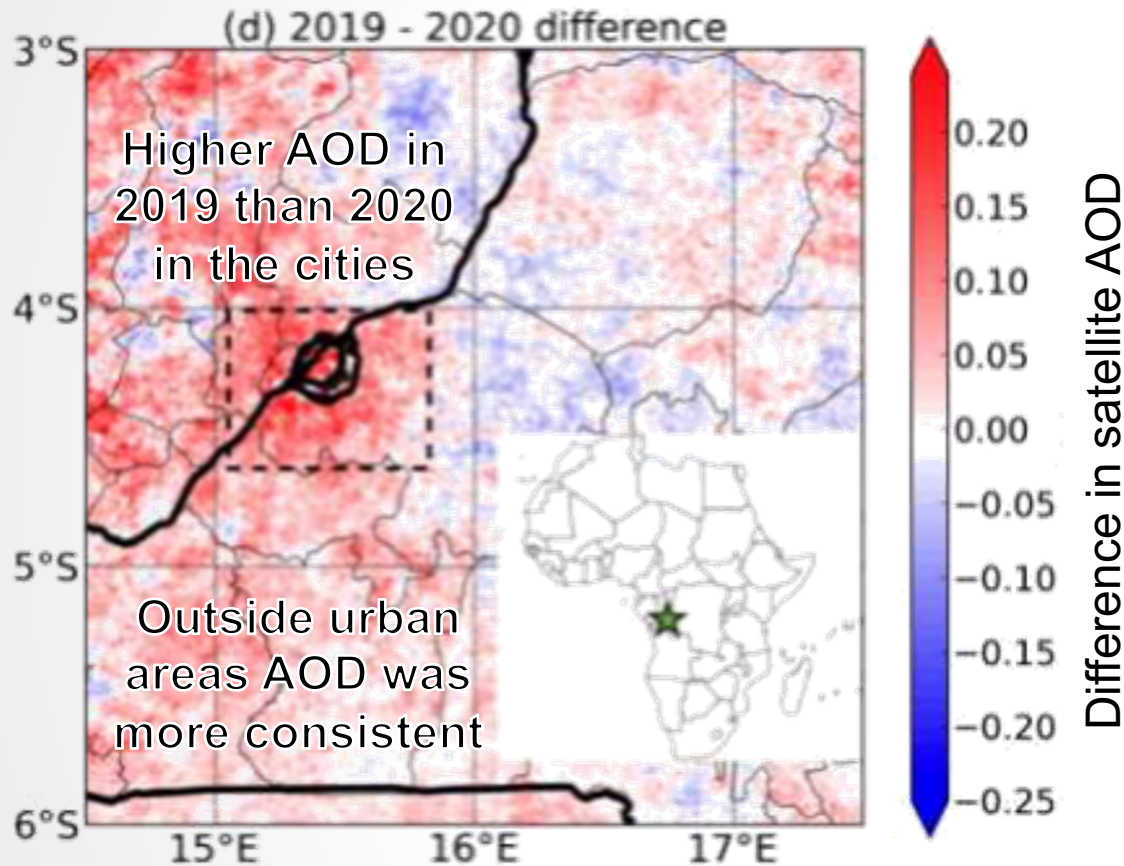 (d) 2019 - 2020 difference
3°S
4°S
5°S
6°S
15°E
16°E
17°E
Higher AOD in
2019 than 2020
in the cities
Outside urban
areas AOD was
more consistent
0.20
0.15
0.10
0.05
0.00
−0.05
−0.10
−0.15
−0.20
−0.25
Difference in satellite AOD